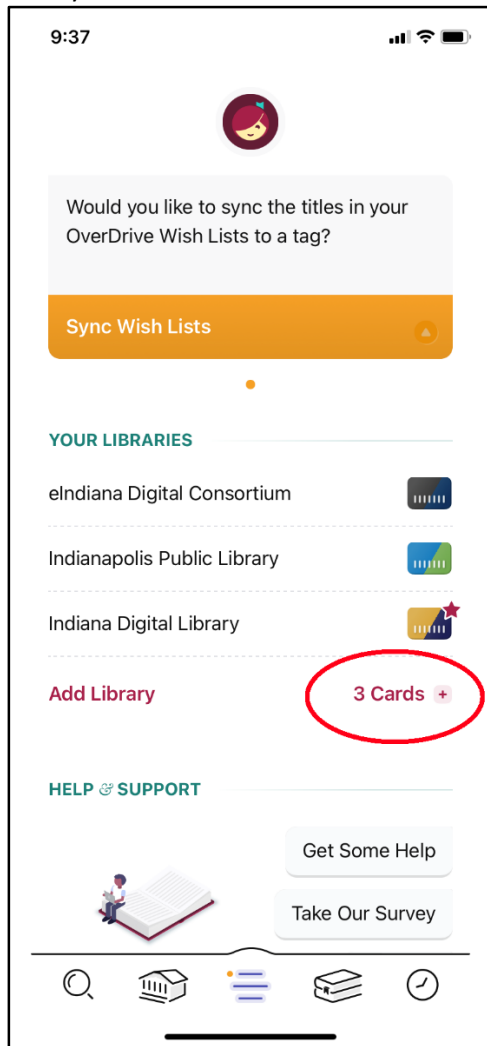 9:37
Would you like to sync the titles in your
OverDrive Wish Lists to a tag?
Sync Wish Lists
YOUR LIBRARIES
eIndiana Digital Consortium
Indianapolis Public Library
Indiana Digital Library
Add Library 3 Cards +
HELP & SUPPORT
Get Some Help
Take Our Survey